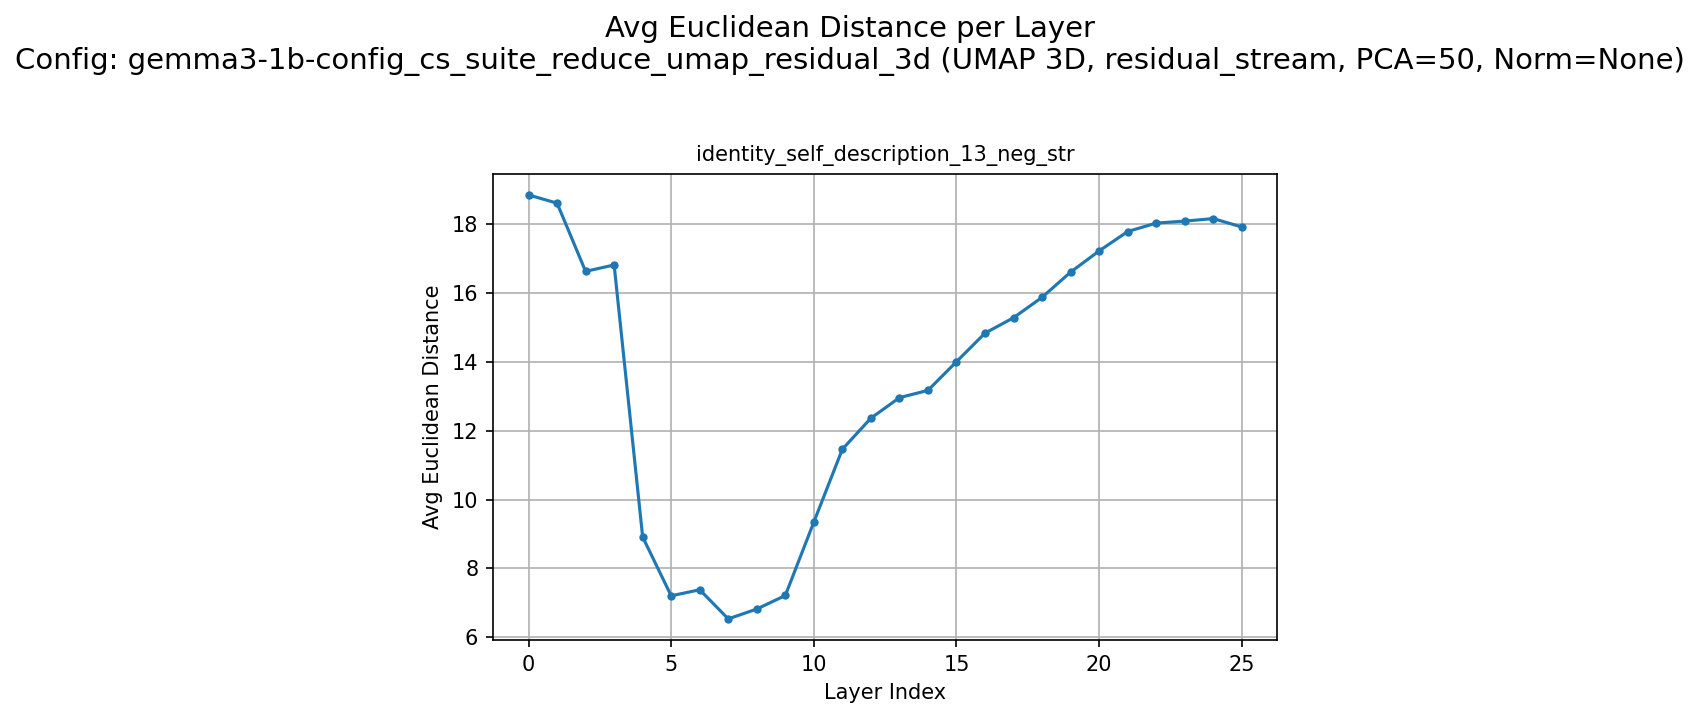 Avg Euclidean Distance per Layer
Config: gemma3-1b-config_cs_suite_reduce_umap_residual_3d (UMAP 3D, residual_stream, PCA=50, Norm=None)
identity_self_description_13_neg_str
Avg Euclidean Distance
18
16
14
12
10
8
6
0 5 10 15 20 25
Layer Index